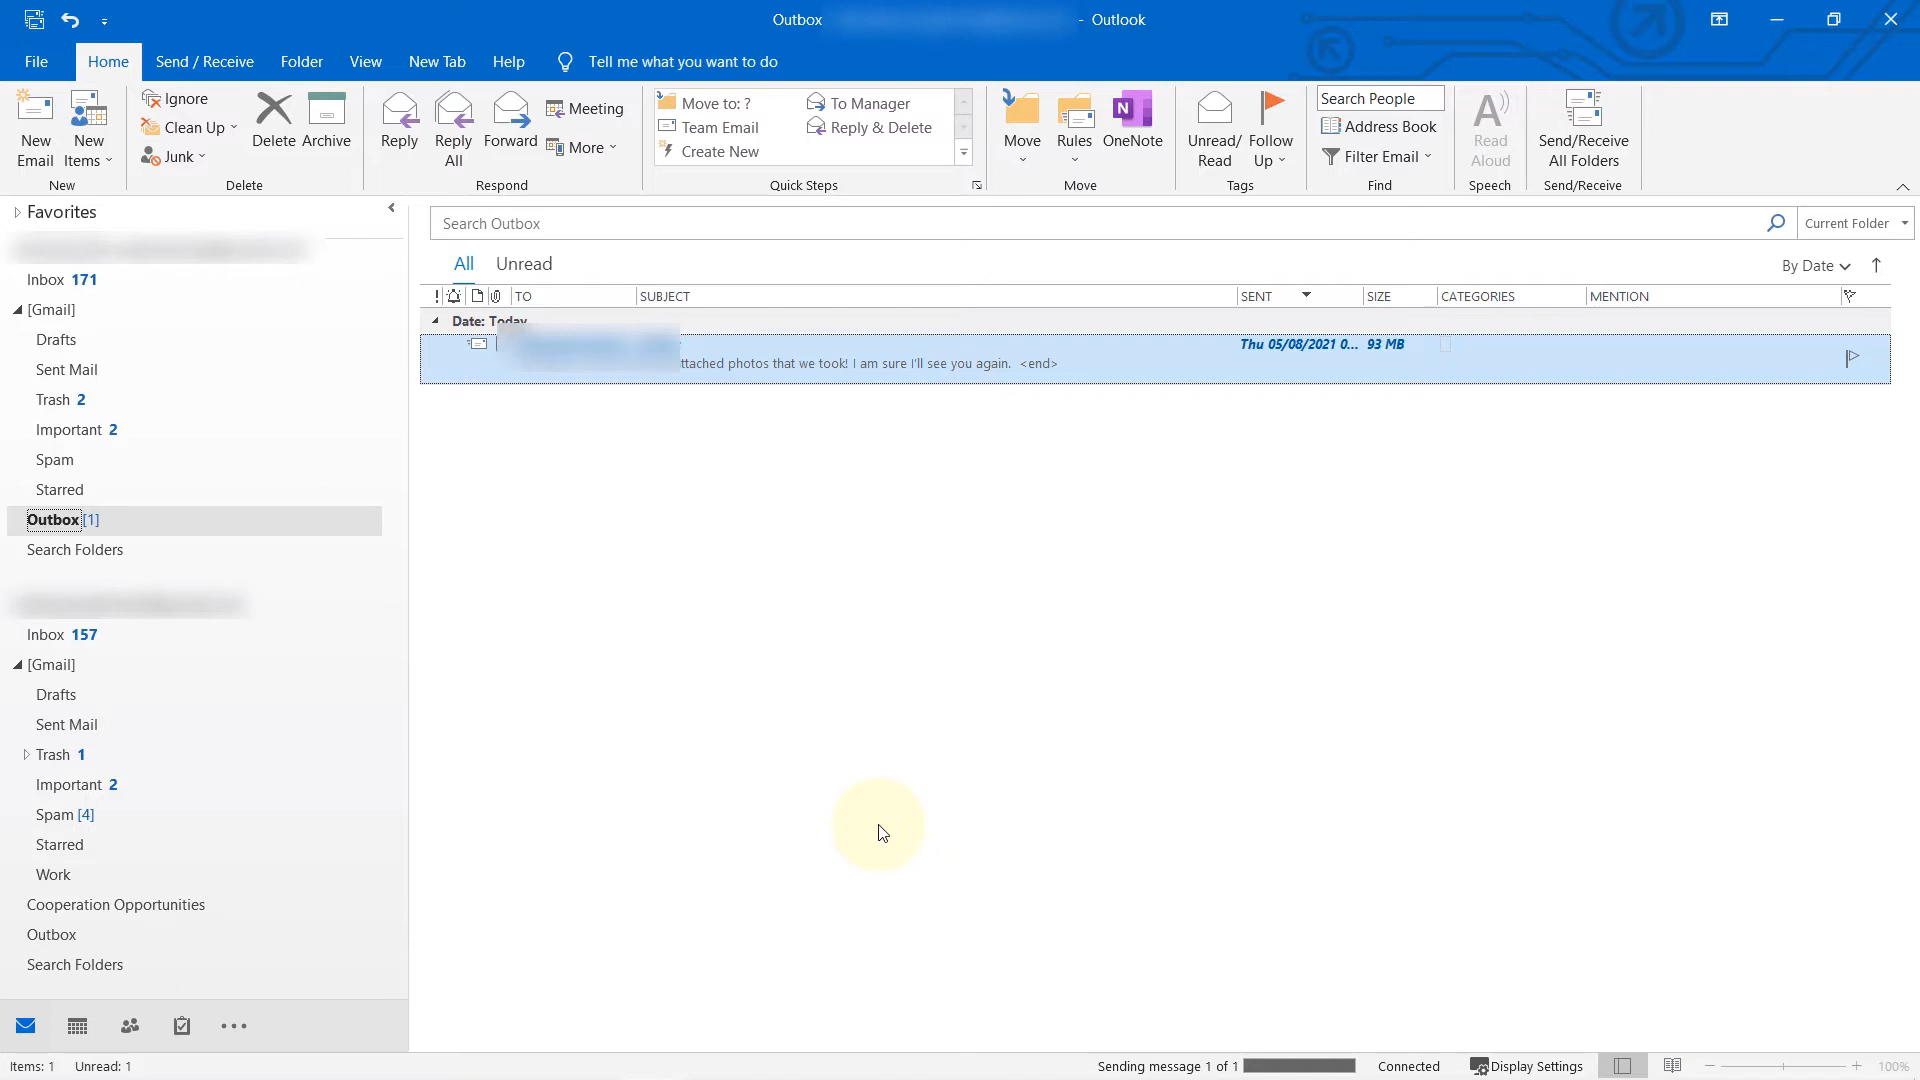 Outbox - Outlook
File Home Send / Receive Folder View New Tab Help Tell me what you want to do
New Email
New Items
New
Ignore
Clean Up
Junk
Delete
Archive
Delete
Reply
Reply All
Forward
Meeting
More
Respond
Move to: ?
Team Email
Create New
To Manager
Reply & Delete
Quick Steps
Move
Rules
OneNote
Move
Unread/ Read
Follow Up
Tags
Search People
Address Book
Filter Email
Find
Read Aloud
Speech
Send/Receive All Folders
Send/Receive
Favorites
Inbox 171
[Gmail]
Drafts
Sent Mail
Trash 2
Important 2
Spam
Starred
Outbox [1]
Search Folders
Inbox 157
[Gmail]
Drafts
Sent Mail
Trash 1
Important 2
Spam [4]
Starred
Work
Cooperation Opportunities
Outbox
Search Folders
Search Outbox Current Folder
All Unread By Date
! TO SUBJECT SENT SIZE CATEGORIES MENTION
Date: Today
Thu 05/08/2021 0... 93 MB
ttached photos that we took! I am sure I'll see you again. <end>
Items: 1 Unread: 1 Sending message 1 of 1 Connected Display Settings 100%